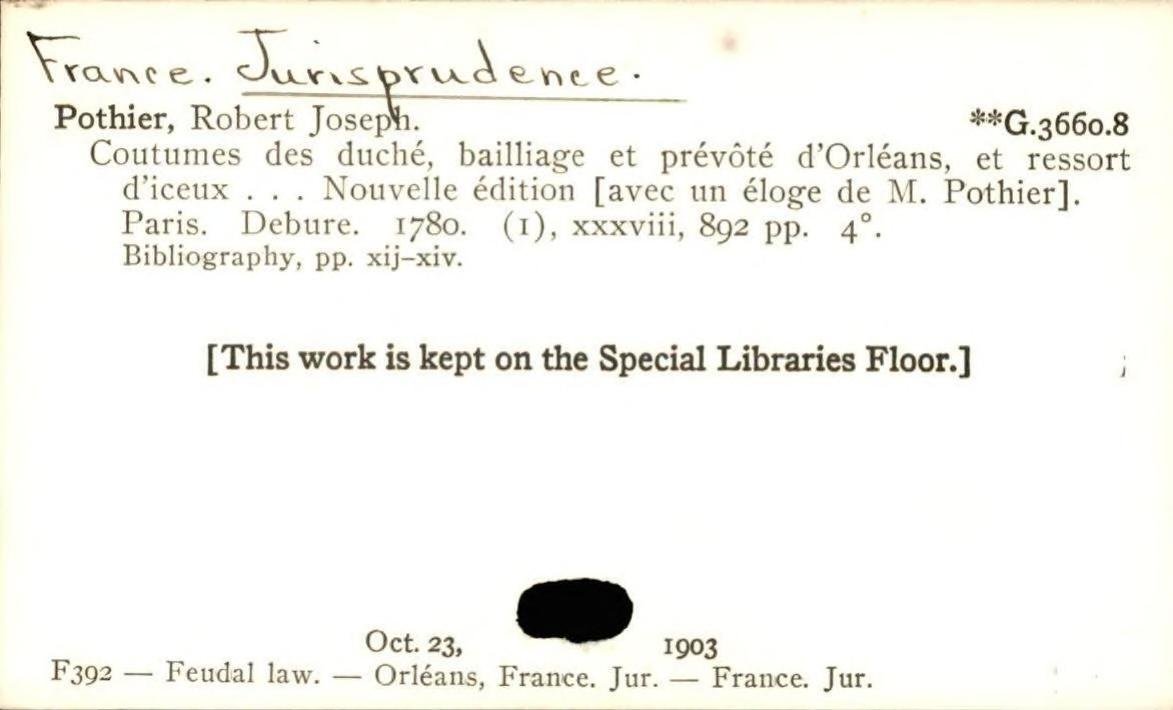 France. Jurisprudence.
Pothier, Robert Joseph. **G.3660.8
Coutumes des duché, bailliage et prévôté d'Orléans, et ressort
d'iceux . . . Nouvelle édition [avec un éloge de M. Pothier].
Paris. Debure. 1780. (1), xxxviii, 892 pp. 4°.
Bibliography, pp. xij–xiv.
[This work is kept on the Special Libraries Floor.]
Oct. 23, 1903
F392 — Feudal law. — Orléans, France. Jur. — France. Jur.